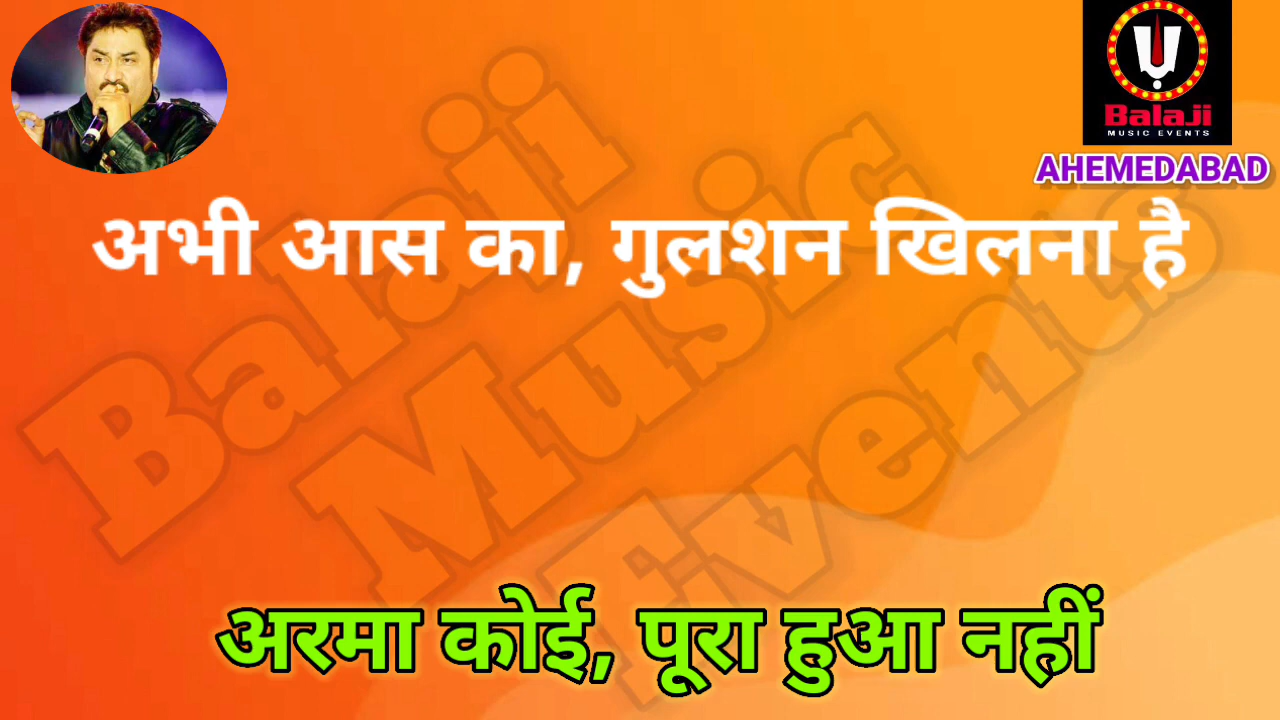 Balaji
MUSIC EVENTS
AHEMEDABAD
अभी आस का, गुलशन खिलना है
Balaji
Music
Events
अरमा कोई, पूरा हुआ नहीं